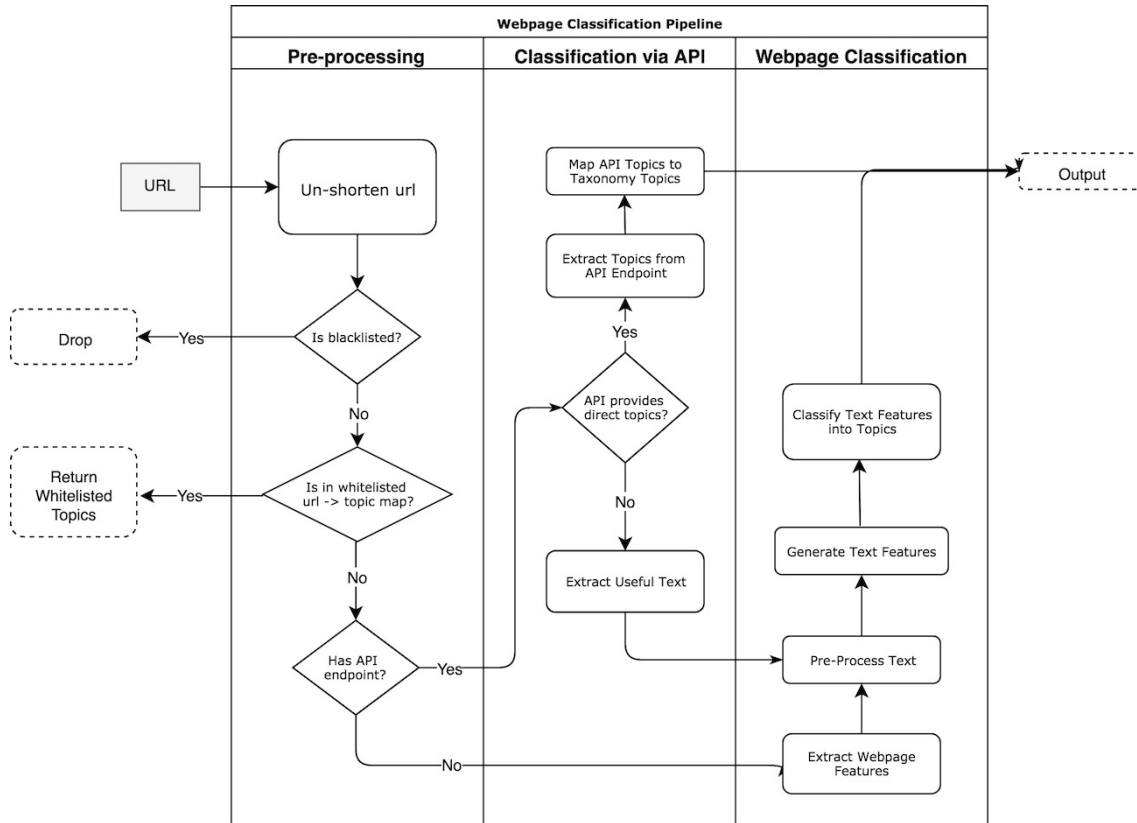 Webpage Classification Pipeline
Pre-processing
Classification via API
Webpage Classification
URL
Un-shorten url
Is blacklisted?
Yes
Drop
No
Is in whitelisted
url -> topic map?
Yes
Return
Whitelisted
Topics
No
Has API
endpoint?
Yes
No
Map API Topics to
Taxonomy Topics
Extract Topics from
API Endpoint
Yes
API provides
direct topics?
No
Extract Useful Text
Classify Text Features
into Topics
Generate Text Features
Pre-Process Text
Extract Webpage
Features
Output